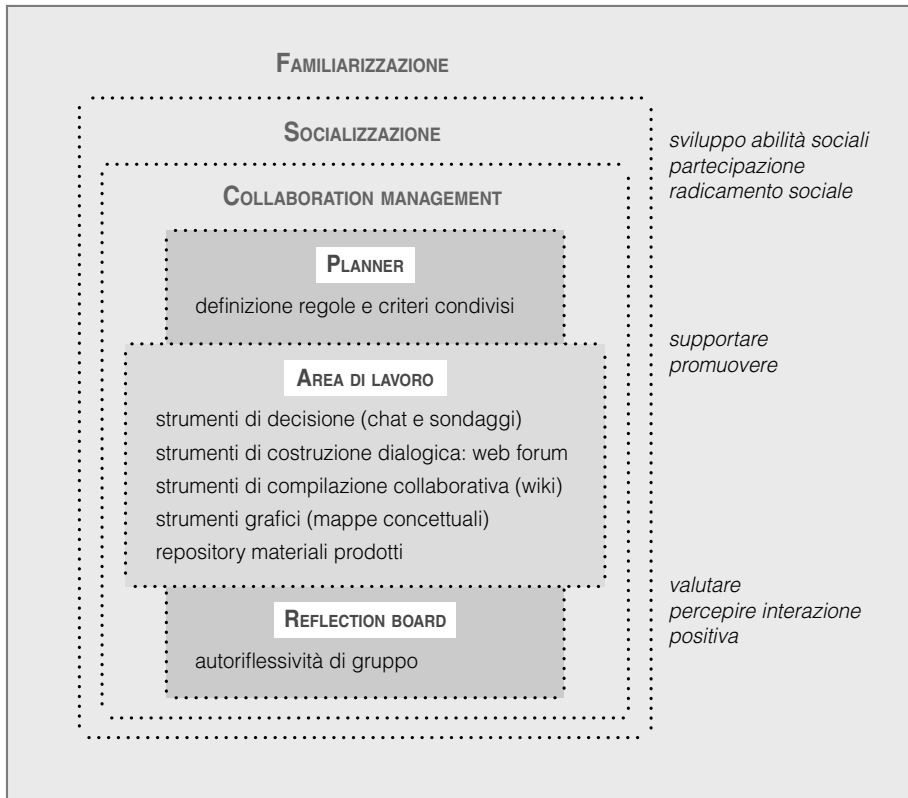 FAMILIARIZZAZIONE
SOCIALIZZAZIONE
COLLABORATION MANAGEMENT
PLANNER
definizione regole e criteri condivisi
AREA DI LAVORO
strumenti di decisione (chat e sondaggi)
strumenti di costruzione dialogica: web forum
strumenti di compilazione collaborativa (wiki)
strumenti grafici (mappe concettuali)
repository materiali prodotti
REFLECTION BOARD
autoriflessività di gruppo
sviluppo abilità sociali
partecipazione
radicamento sociale
supportare
promuovere
valutare
percepire interazione
positiva